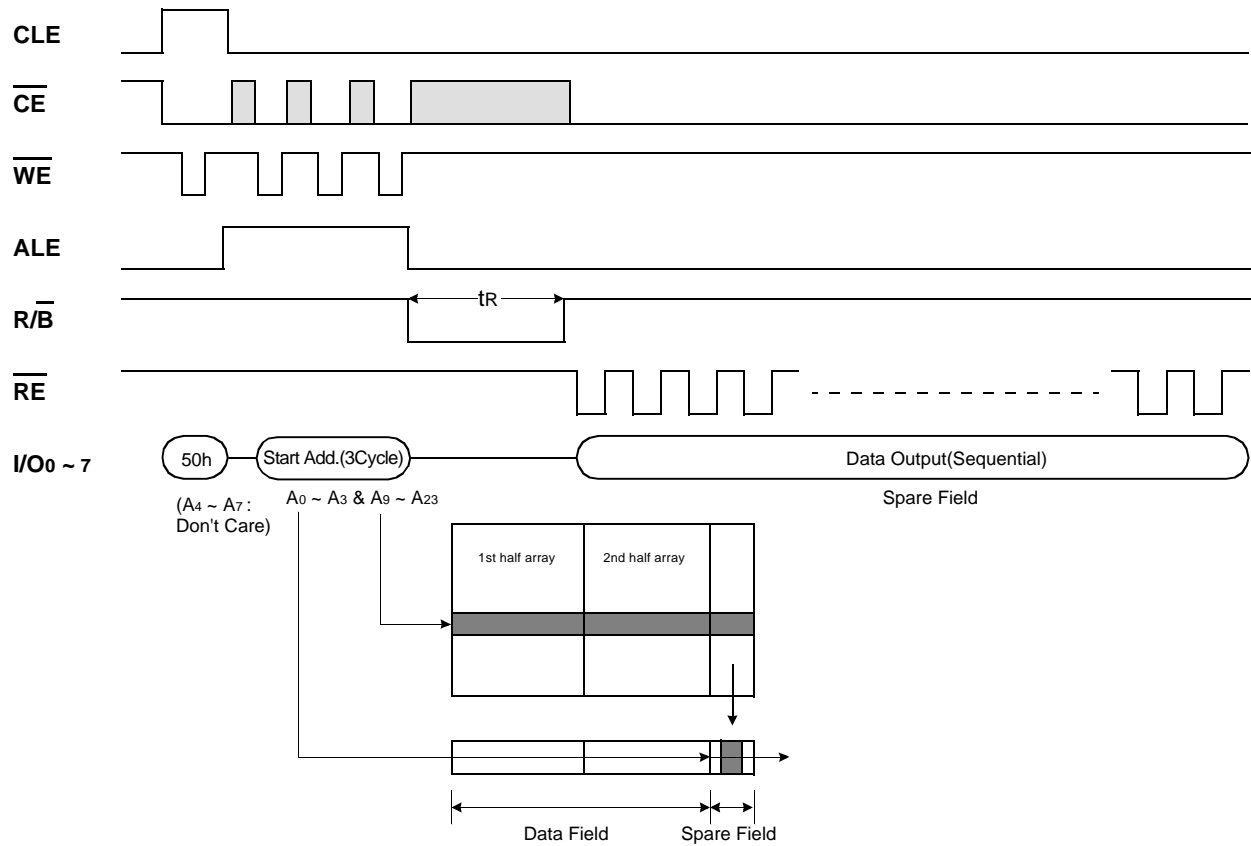 CLE
CE
WE
ALE
R/B
tR
RE
I/O0 ~ 7
50h
Start Add.(3Cycle)
Data Output(Sequential)
(A4 ~ A7 :
Don't Care)
A0 ~ A3 & A9 ~ A23
Spare Field
1st half array
2nd half array
Data Field
Spare Field